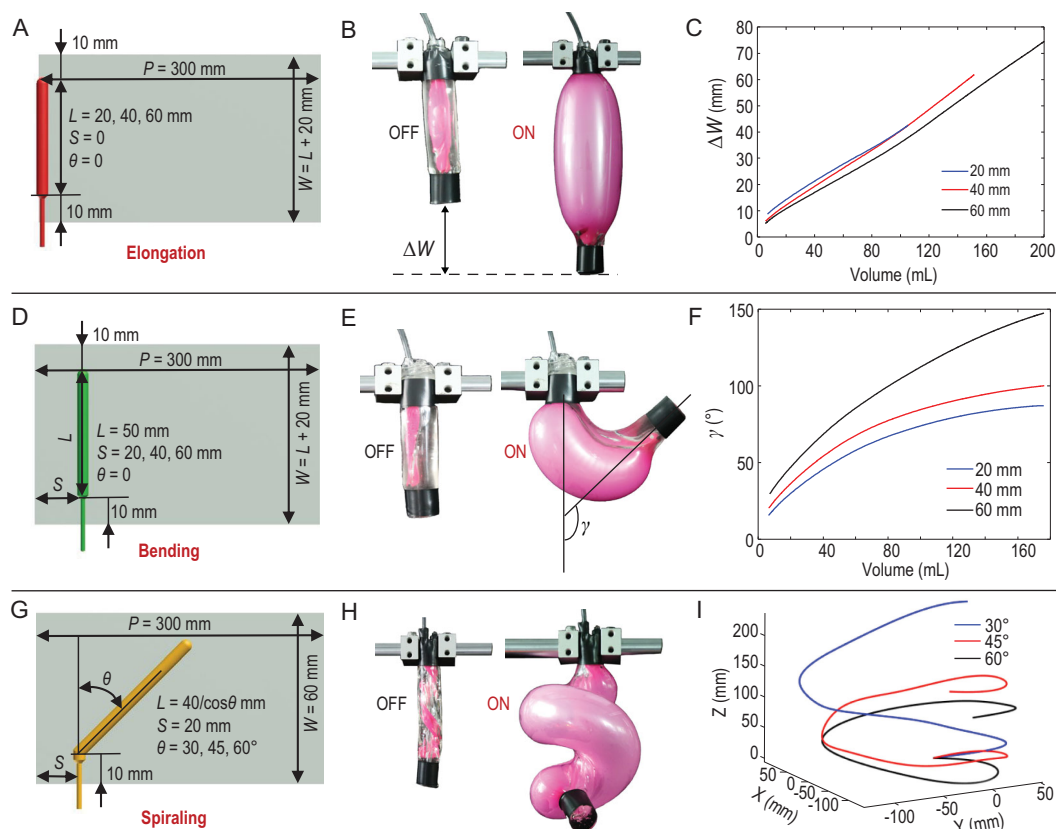 A
10 mm
P = 300 mm
L = 20, 40, 60 mm
S = 0
θ = 0
W = L + 20 mm
10 mm
Elongation
B
OFF
ON
ΔW
C
80
70
60
50
40
30
20
10
0
ΔW (mm)
20 mm
40 mm
60 mm
0
40
80
120
160
200
Volume (mL)
D
10 mm
P = 300 mm
L
L = 50 mm
S = 20, 40, 60 mm
θ = 0
W = L + 20 mm
S
10 mm
Bending
E
OFF
ON
γ
F
150
100
50
0
γ (°)
20 mm
40 mm
60 mm
0
40
80
120
160
Volume (mL)
G
P = 300 mm
θ
L = 40/cosθ mm
S = 20 mm
θ = 30, 45, 60°
W = 60 mm
S
10 mm
Spiraling
H
OFF
ON
I
30°
45°
60°
200
150
100
50
0
Z (mm)
50
0
-50
-100
X (mm)
-100
-50
0
50
Y (mm)